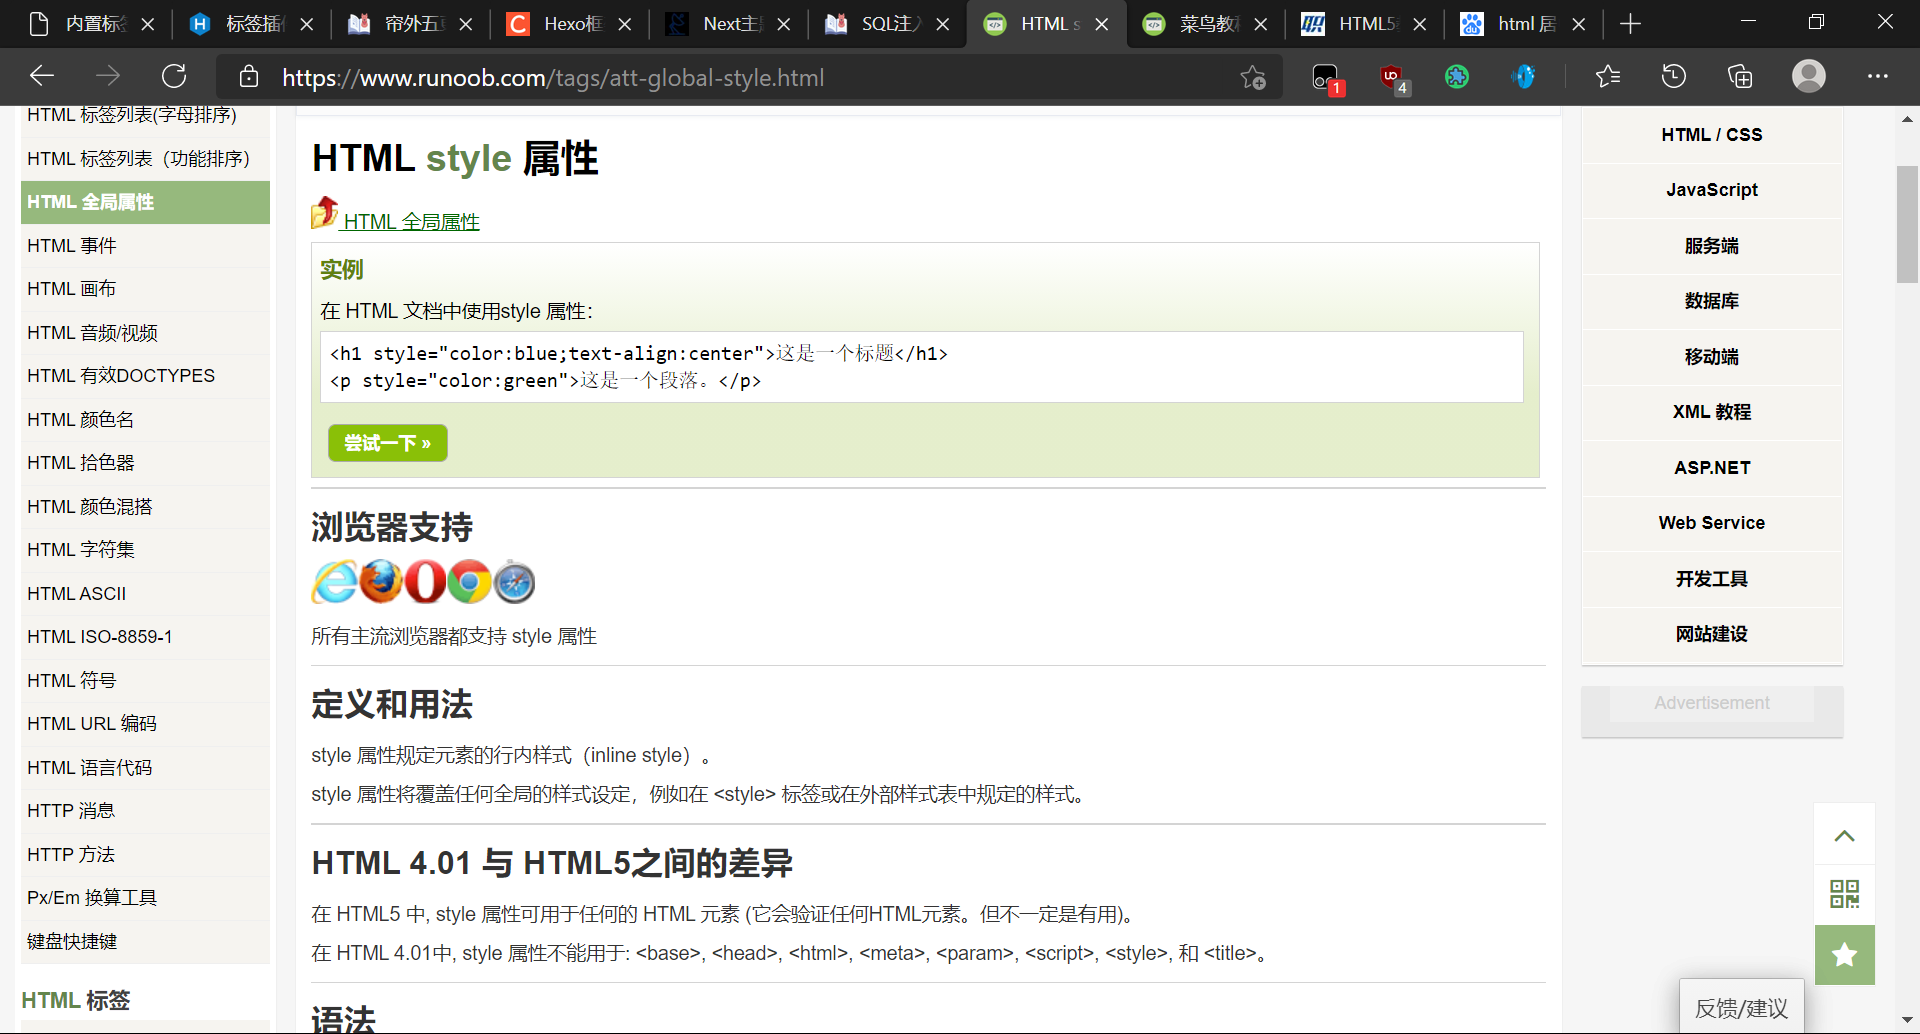 内置标
标签插
帘外五
Hexo框
Next主
SQL注
HTML s
菜鸟教
HTML5
html 居
https://www.runoob.com/tags/att-global-style.html
1
4
HTML 标签列表(字母排序)
HTML 标签列表（功能排序）
HTML 全局属性
HTML 事件
HTML 画布
HTML 音频/视频
HTML 有效DOCTYPES
HTML 颜色名
HTML 拾色器
HTML 颜色混搭
HTML 字符集
HTML ASCII
HTML ISO-8859-1
HTML 符号
HTML URL 编码
HTML 语言代码
HTTP 消息
HTTP 方法
Px/Em 换算工具
键盘快捷键
HTML 标签
HTML style 属性
HTML 全局属性
实例
在 HTML 文档中使用style 属性：
<h1 style="color:blue;text-align:center">这是一个标题</h1>
<p style="color:green">这是一个段落。</p>
尝试一下 »
浏览器支持
所有主流浏览器都支持 style 属性
定义和用法
style 属性规定元素的行内样式（inline style）。
style 属性将覆盖任何全局的样式设定，例如在 <style> 标签或在外部样式表中规定的样式。
HTML 4.01 与 HTML5之间的差异
在 HTML5 中, style 属性可用于任何的 HTML 元素 (它会验证任何HTML元素。但不一定是有用)。
在 HTML 4.01中, style 属性不能用于: <base>, <head>, <html>, <meta>, <param>, <script>, <style>, 和 <title>。
语法
HTML / CSS
JavaScript
服务端
数据库
移动端
XML 教程
ASP.NET
Web Service
开发工具
网站建设
Advertisement
反馈/建议